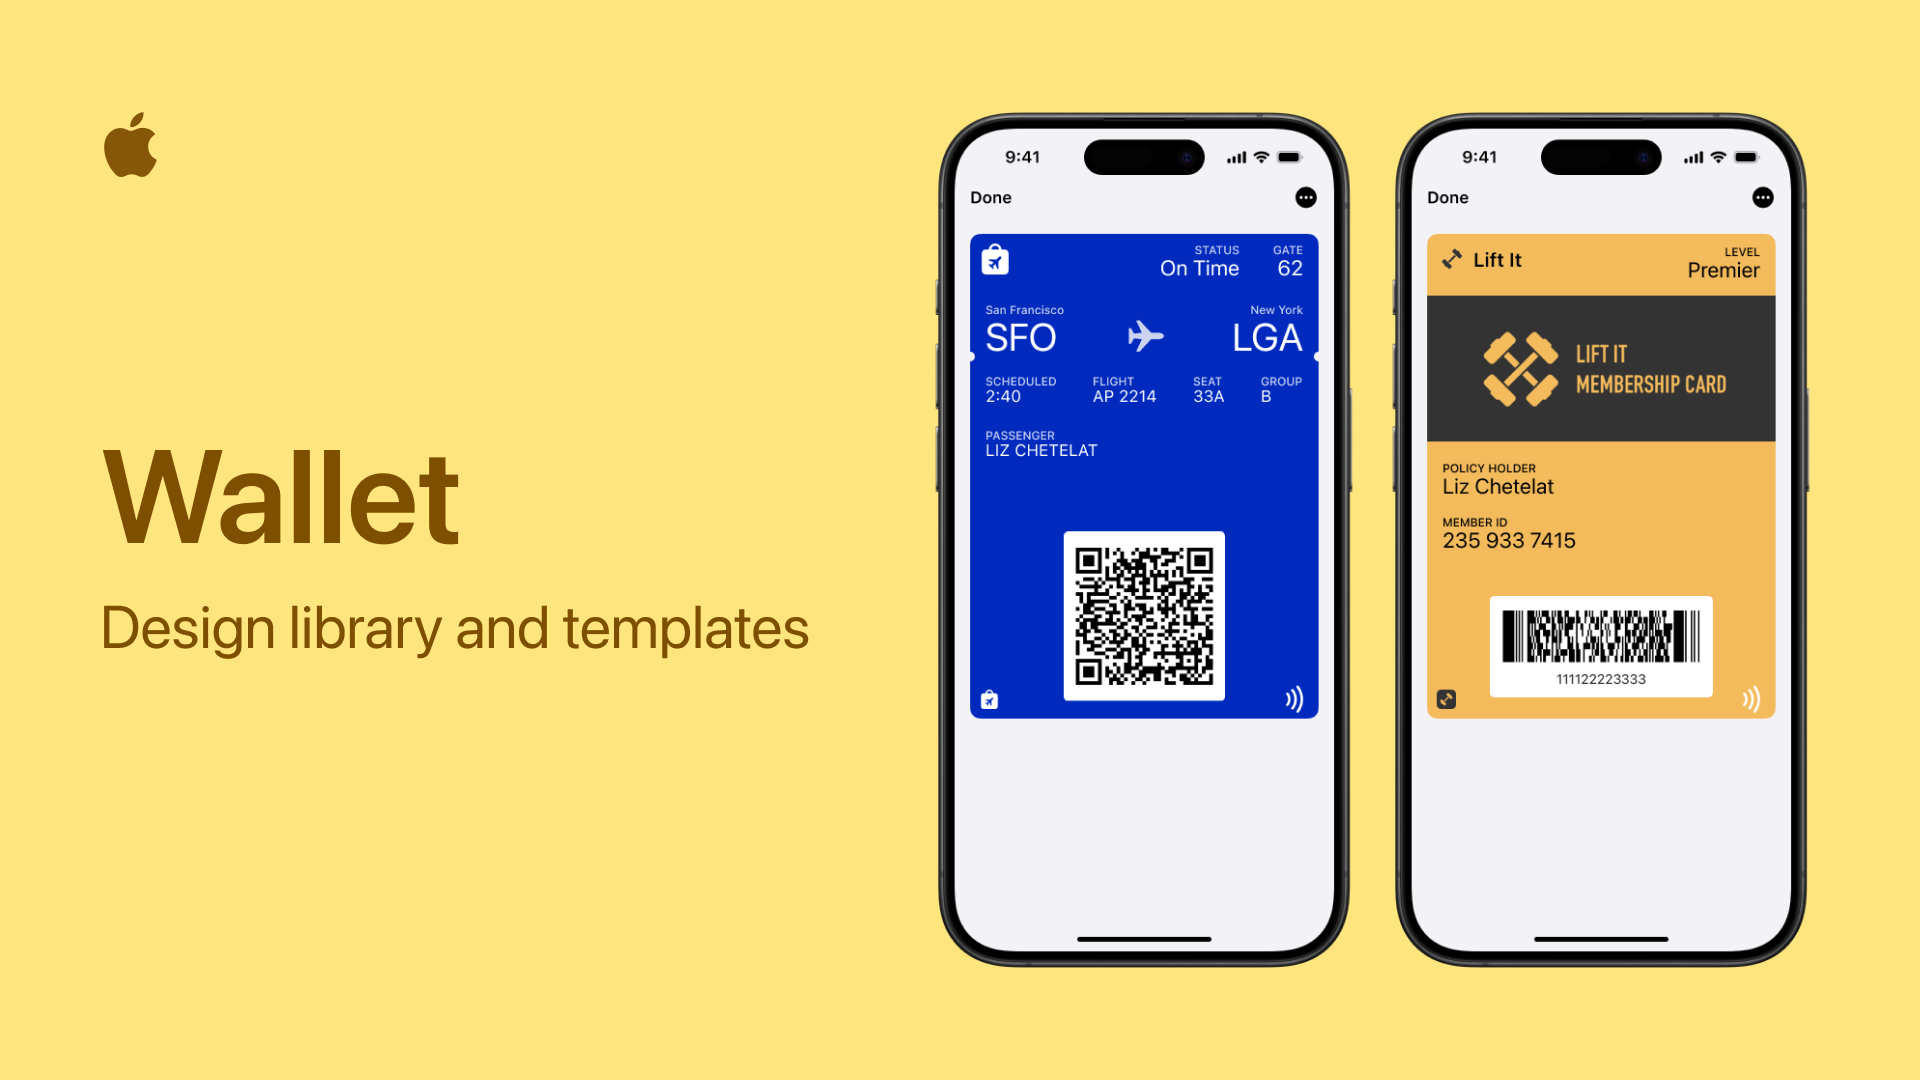 Wallet
Design library and templates
9:41
Done
STATUS GATE
On Time 62
San Francisco New York
SFO LGA
SCHEDULED FLIGHT SEAT GROUP
2:40 AP 2214 33A B
PASSENGER
LIZ CHETELAT
9:41
Done
Lift It
LEVEL
Premier
LIFT IT
MEMBERSHIP CARD
POLICY HOLDER
Liz Chetelat
MEMBER ID
235 933 7415
111122223333